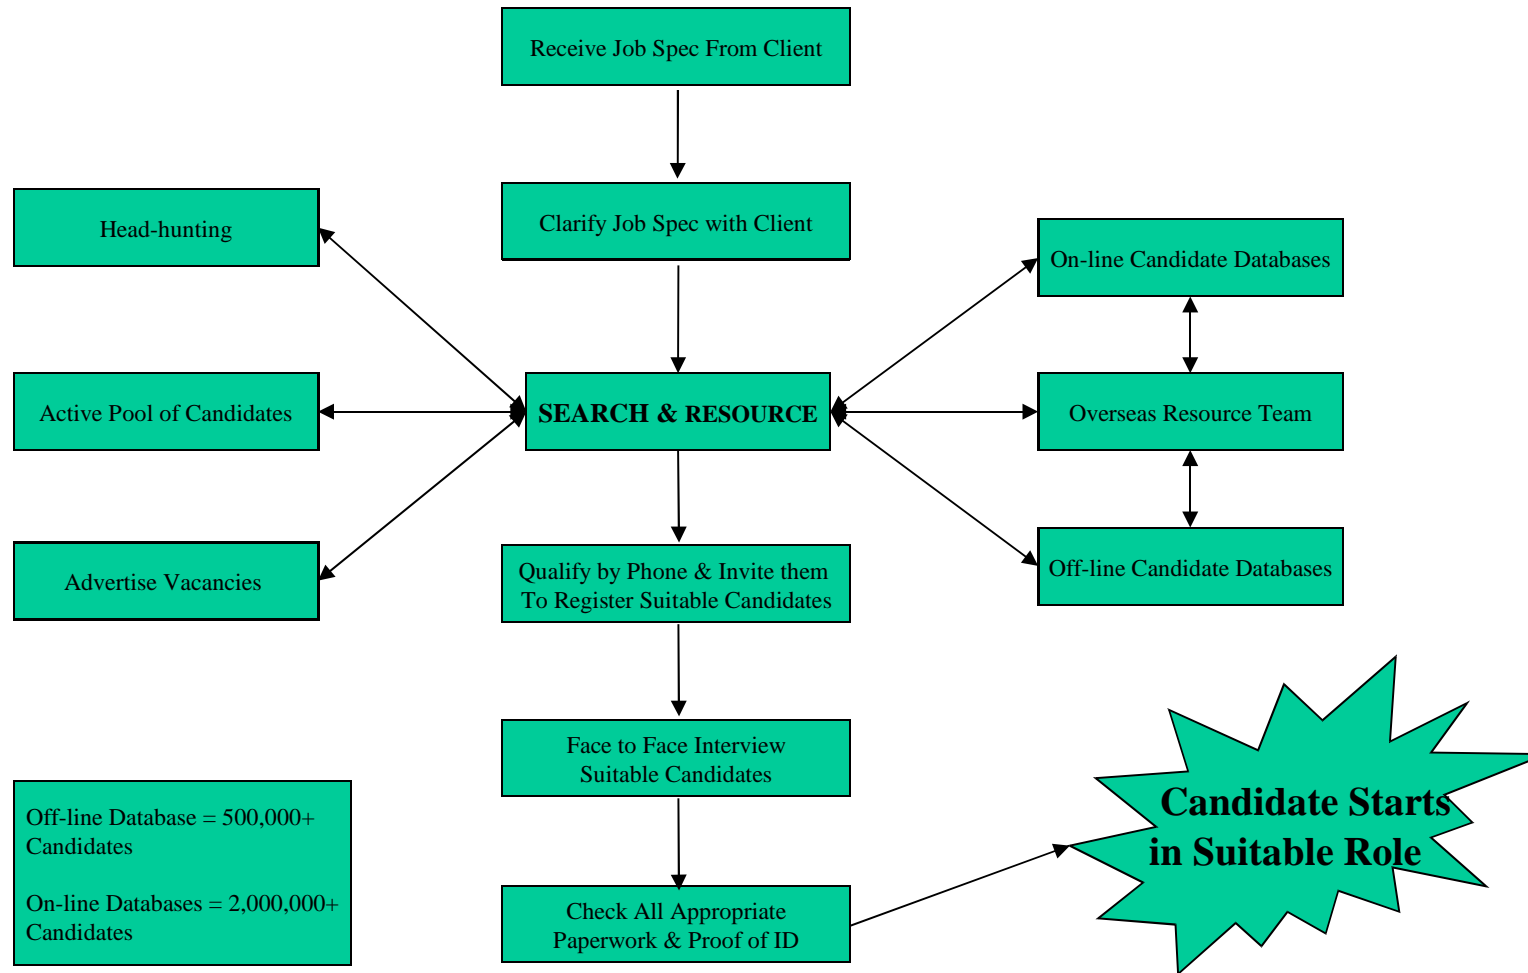 Receive Job Spec From Client
Clarify Job Spec with Client
Head-hunting
On-line Candidate Databases
Active Pool of Candidates
SEARCH & RESOURCE
Overseas Resource Team
Advertise Vacancies
Qualify by Phone & Invite them
To Register Suitable Candidates
Off-line Candidate Databases
Face to Face Interview
Suitable Candidates
Off-line Database = 500,000+
Candidates
On-line Databases = 2,000,000+
Candidates
Check All Appropriate
Paperwork & Proof of ID
Candidate Starts
in Suitable Role